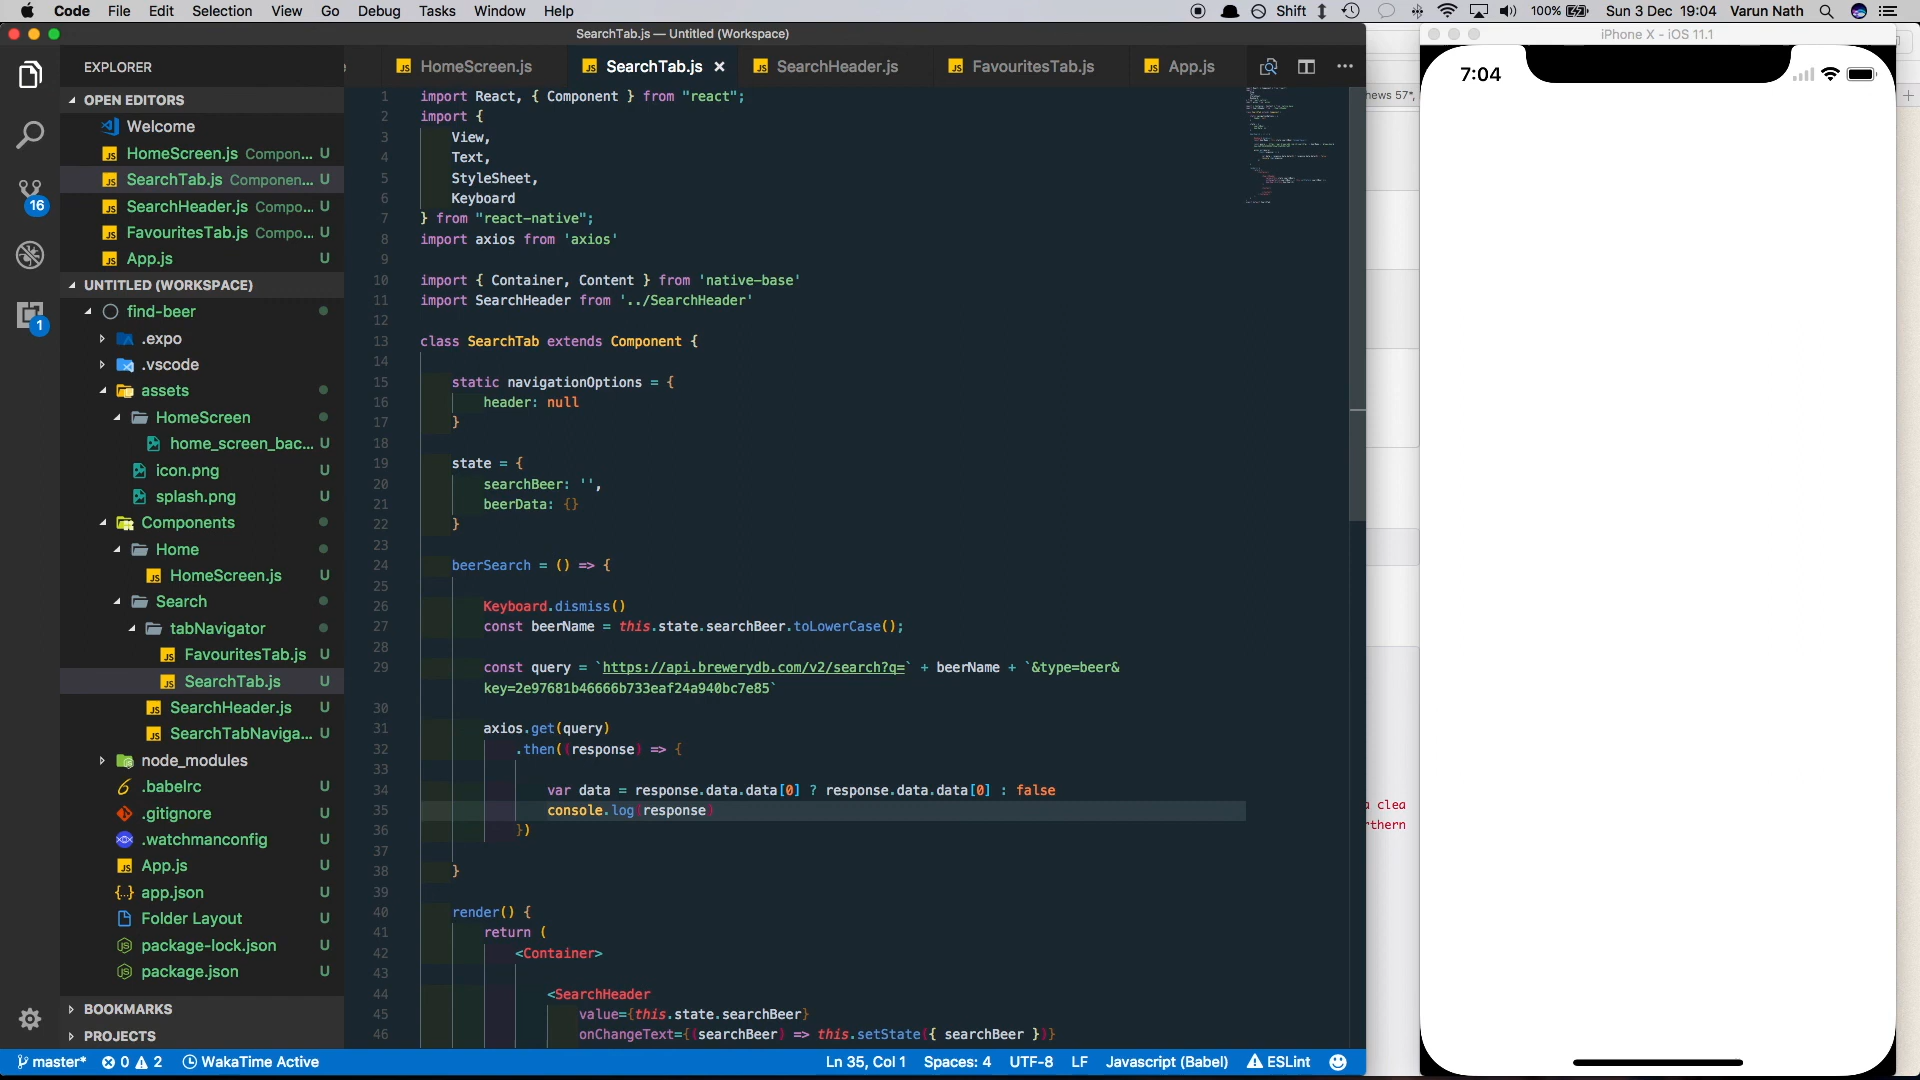 Code File Edit Selection View Go Debug Tasks Window Help
Shift 100% Sun 3 Dec 19:04 Varun Nath
SearchTab.js — Untitled (Workspace)
EXPLORER
OPEN EDITORS
Welcome
HomeScreen.js Compon... U
SearchTab.js Componen... U
SearchHeader.js Compo... U
FavouritesTab.js Compo... U
App.js U
UNTITLED (WORKSPACE)
find-beer
.expo
.vscode
assets
HomeScreen
home_screen_bac... U
icon.png U
splash.png U
Components
Home
HomeScreen.js U
Search
tabNavigator
FavouritesTab.js U
SearchTab.js U
SearchHeader.js U
SearchTabNaviga... U
node_modules
.babelrc U
.gitignore U
.watchmanconfig U
App.js U
app.json U
Folder Layout U
package-lock.json U
package.json U
BOOKMARKS
PROJECTS
16
1
HomeScreen.js SearchTab.js × SearchHeader.js FavouritesTab.js App.js
1 import React, { Component } from "react";
2 import {
3 View,
4 Text,
5 StyleSheet,
6 Keyboard
7 } from "react-native";
8 import axios from 'axios'
9
10 import { Container, Content } from 'native-base'
11 import SearchHeader from '../SearchHeader'
12
13 class SearchTab extends Component {
14
15 static navigationOptions = {
16 header: null
17 }
18
19 state = {
20 searchBeer: '',
21 beerData: {}
22 }
23
24 beerSearch = () => {
25
26 Keyboard.dismiss()
27 const beerName = this.state.searchBeer.toLowerCase();
28
29 const query = `https://api.brewerydb.com/v2/search?q=` + beerName + `&type=beer&
key=2e97681b46666b733eaf24a940bc7e85`
30
31 axios.get(query)
32 .then((response) => {
33
34 var data = response.data.data[0] ? response.data.data[0] : false
35 console.log(response)
36 })
37
38 }
39
40 render() {
41 return (
42 <Container>
43
44 <SearchHeader
45 value={this.state.searchBeer}
46 onChangeText={(searchBeer) => this.setState({ searchBeer })}
master* 0 2 WakaTime Active
Ln 35, Col 1 Spaces: 4 UTF-8 LF Javascript (Babel) ESLint
iPhone X - iOS 11.1
7:04
hews 57*,
a clea
rthern